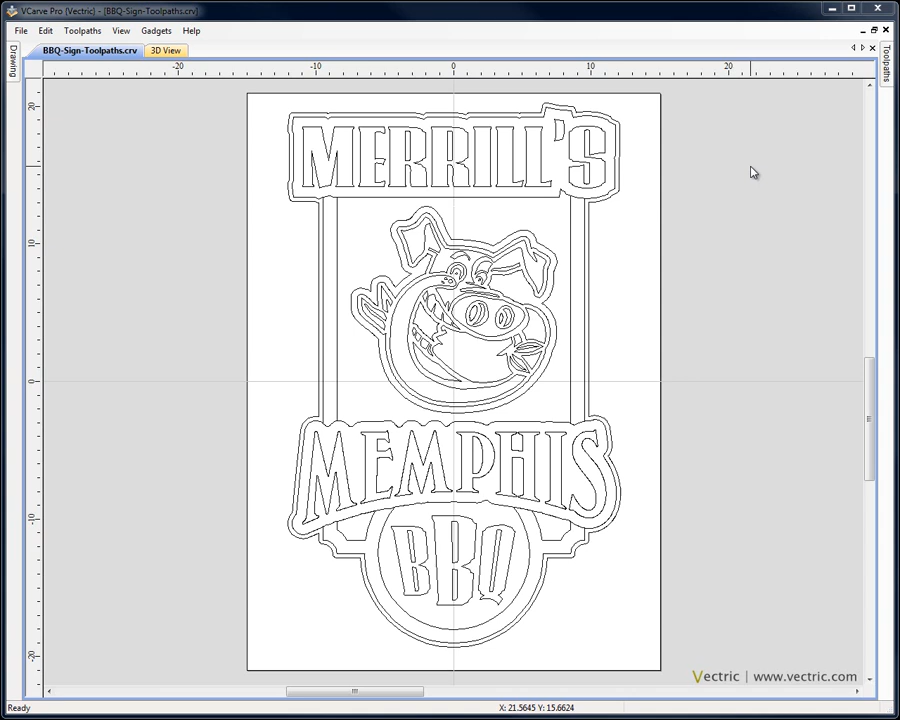 VCarve Pro (Vectric) - [BBQ-Sign-Toolpaths.crv]
File Edit Toolpaths View Gadgets Help
BBQ-Sign-Toolpaths.crv 3D View
Drawing
Toolpaths
-20 -10 0 10 20
20
10
0
-10
-20
MERRILL'S
MEMPHIS
BBQ
Vectric | www.vectric.com
Ready X: 21.5645 Y: 15.6624